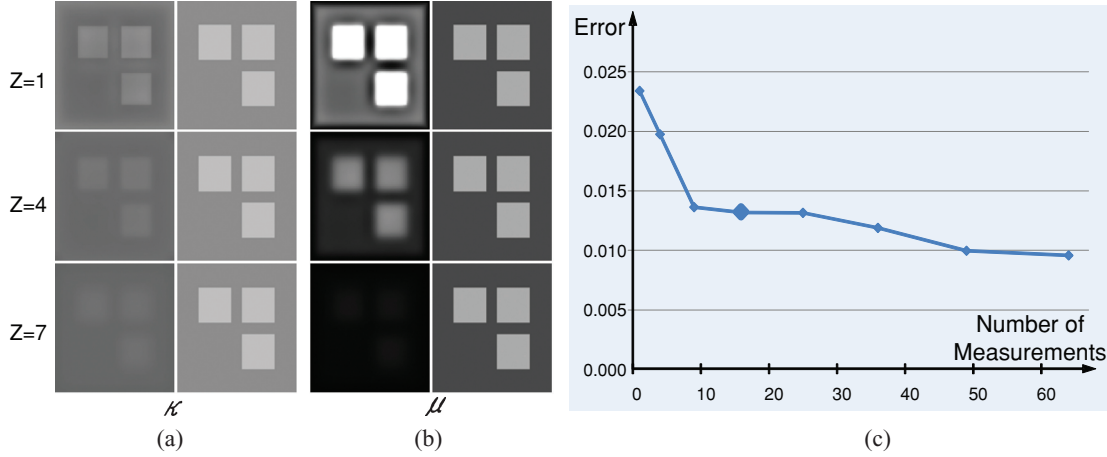 Z=1
Z=4
Z=7
κ
μ
(a)
(b)
Error
0.025
0.020
0.015
0.010
0.005
0.000
0 10 20 30 40 50 60
Number of
Measurements
(c)